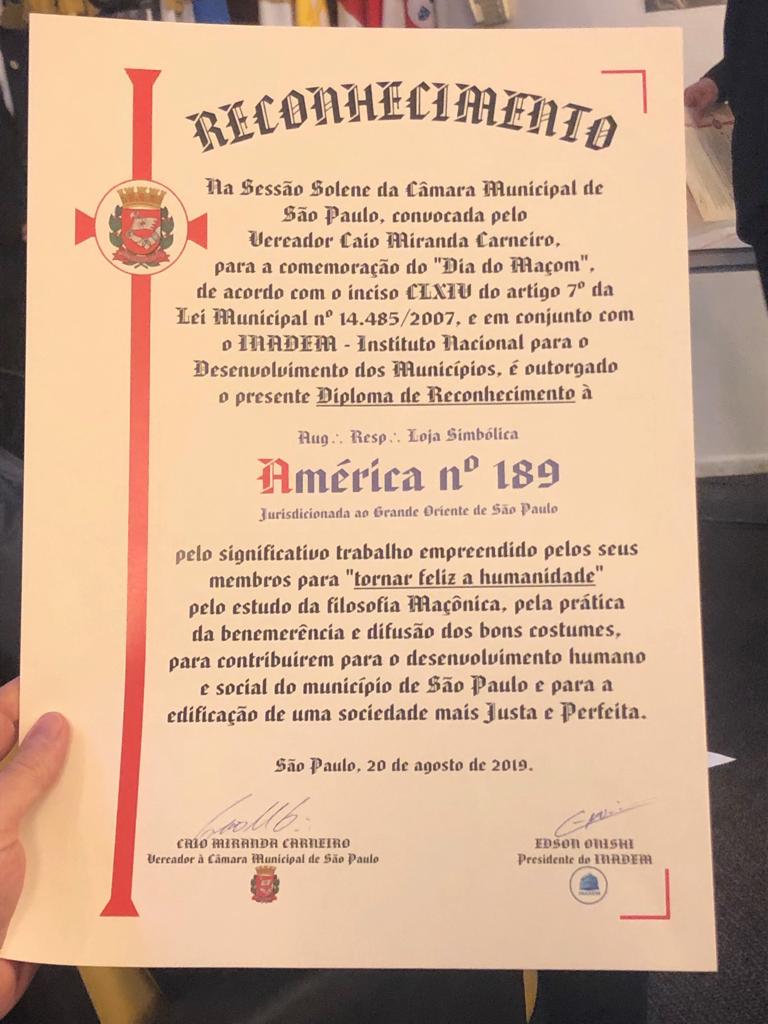 RECONHECIMENTO
Na Sessão Solene da Câmara Municipal de
São Paulo, convocada pelo
Vereador Caio Miranda Carneiro,
para a comemoração do "Dia do Maçom",
de acordo com o inciso CLXIV do artigo 7º da
Lei Municipal nº 14.485/2007, e em conjunto com
o INADEM - Instituto Nacional para o
Desenvolvimento dos Municípios, é outorgado
o presente Diploma de Reconhecimento à
Aug∴ Resp∴ Loja Simbólica
América nº 189
Jurisdicionada ao Grande Oriente de São Paulo
pelo significativo trabalho empreendido pelos seus
membros para "tornar feliz a humanidade"
pelo estudo da filosofia Maçônica, pela prática
da benemerência e difusão dos bons costumes,
para contribuirem para o desenvolvimento humano
e social do município de São Paulo e para a
edificação de uma sociedade mais Justa e Perfeita.
São Paulo, 20 de agosto de 2019.
CAIO MIRANDA CARNEIRO
Vereador à Câmara Municipal de São Paulo
EDSON ONISHI
Presidente do INADEM